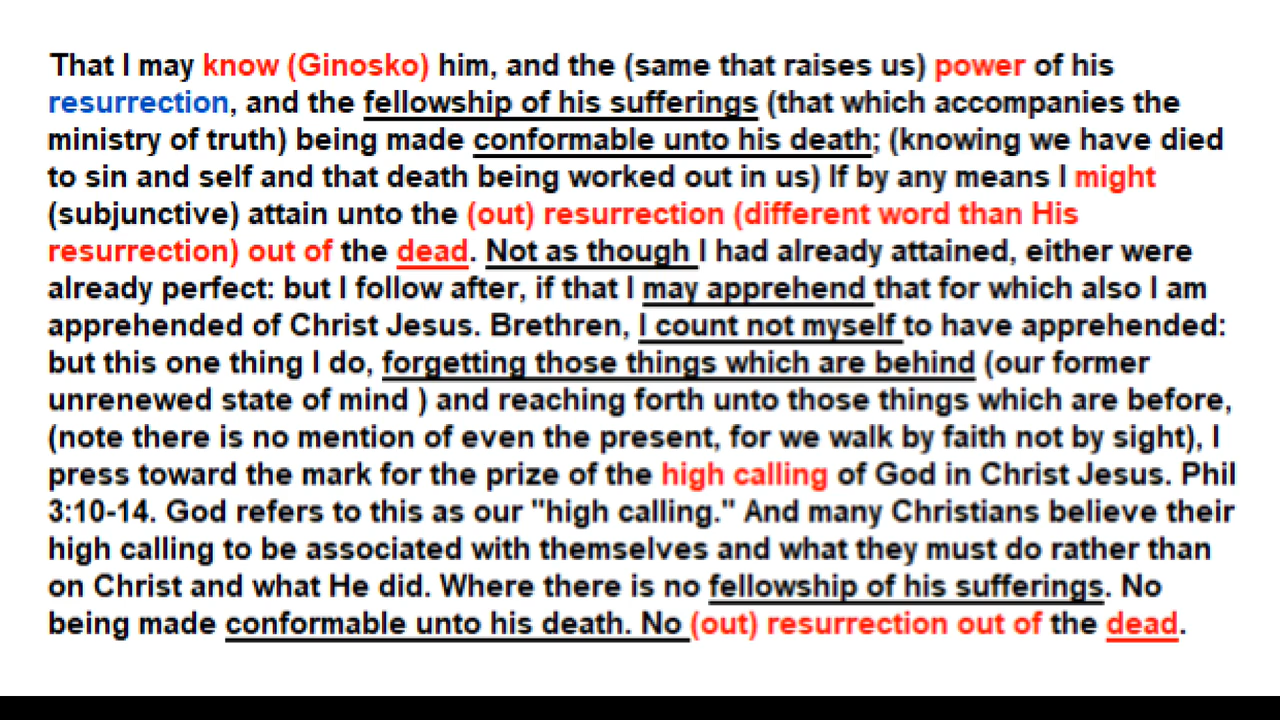 That I may know (Ginosko) him, and the (same that raises us) power of his
resurrection, and the fellowship of his sufferings (that which accompanies the
ministry of truth) being made conformable unto his death; (knowing we have died
to sin and self and that death being worked out in us) If by any means I might
(subjunctive) attain unto the (out) resurrection (different word than His
resurrection) out of the dead. Not as though I had already attained, either were
already perfect: but I follow after, if that I may apprehend that for which also I am
apprehended of Christ Jesus. Brethren, I count not myself to have apprehended:
but this one thing I do, forgetting those things which are behind (our former
unrenewed state of mind ) and reaching forth unto those things which are before,
(note there is no mention of even the present, for we walk by faith not by sight), I
press toward the mark for the prize of the high calling of God in Christ Jesus. Phil
3:10-14. God refers to this as our "high calling." And many Christians believe their
high calling to be associated with themselves and what they must do rather than
on Christ and what He did. Where there is no fellowship of his sufferings. No
being made conformable unto his death. No (out) resurrection out of the dead.